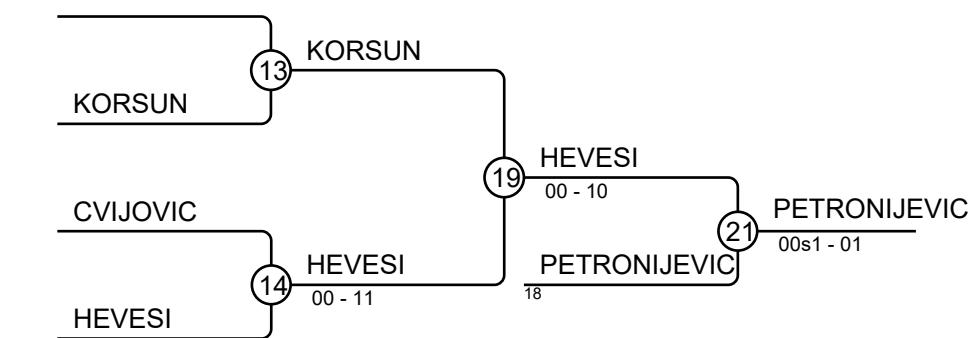 KORSUN
13
KORSUN
HEVESI
19
00 - 10
CVIJOVIC
PETRONIJEVIC
21
00s1 - 01
HEVESI
PETRONIJEVIC
14
18
00 - 11
HEVESI